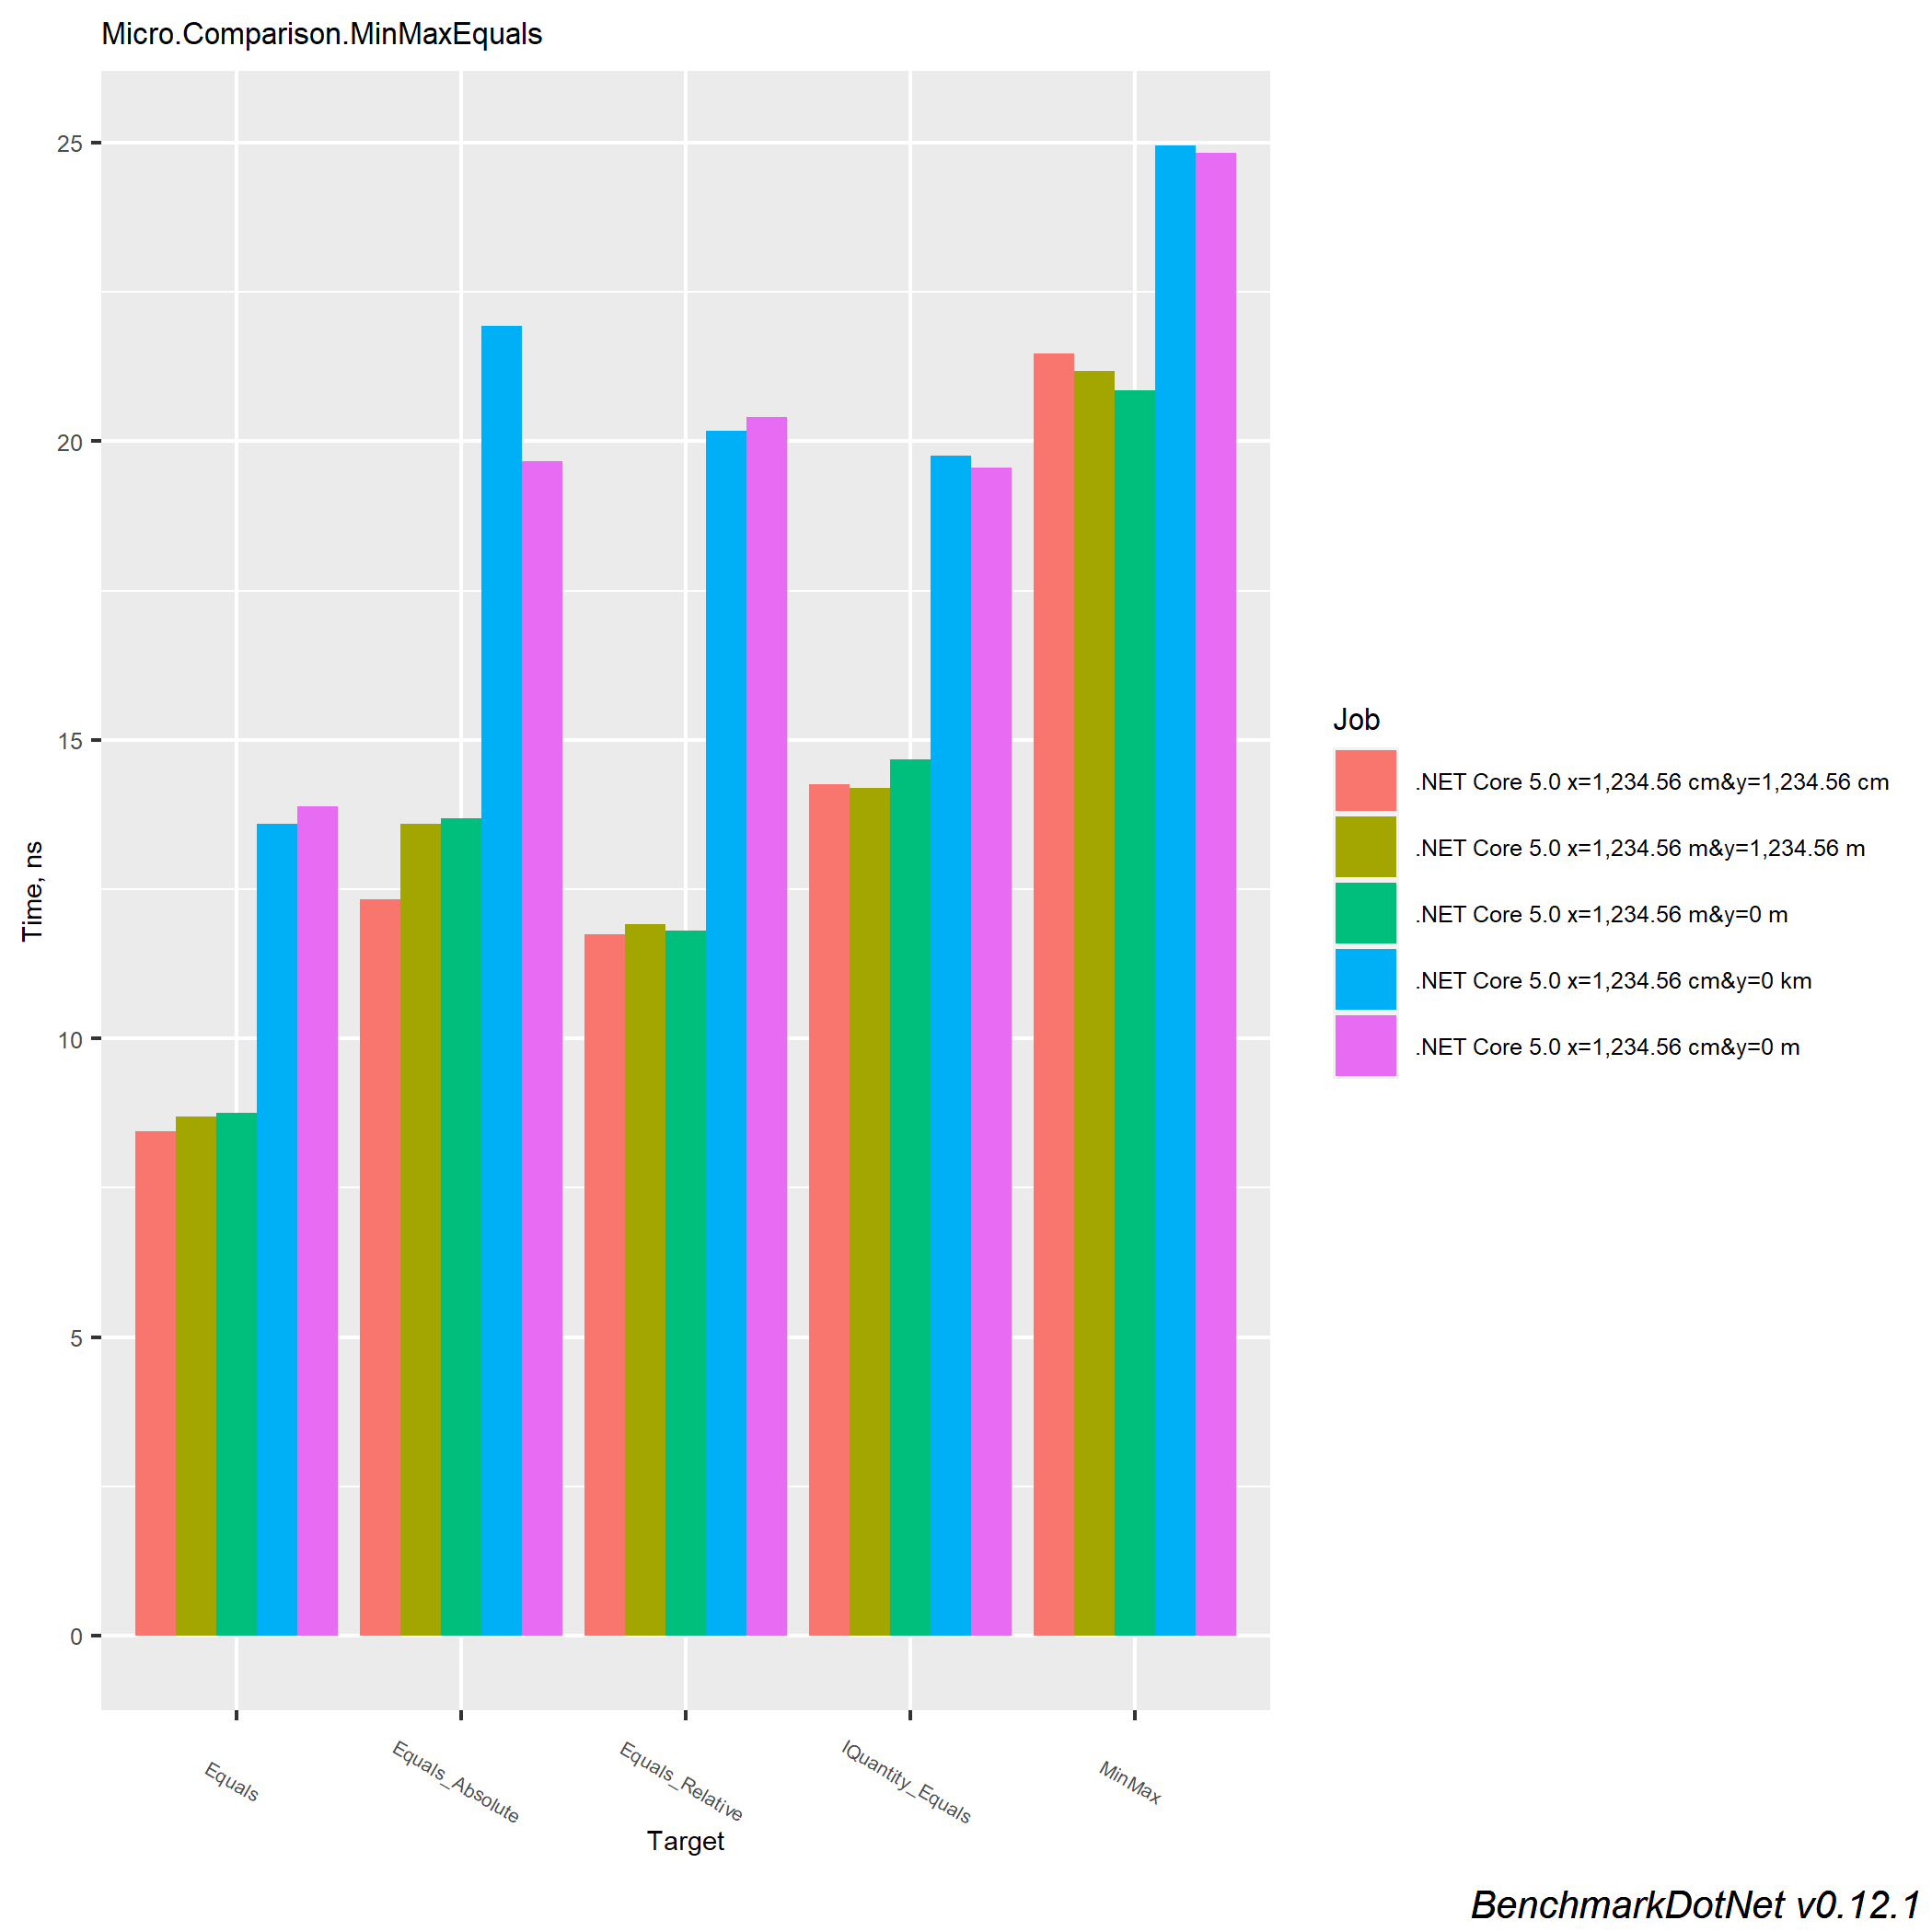 Micro.Comparison.MinMaxEquals
25
20
15
10
5
0
Time, ns
Equals
Equals_Absolute
Equals_Relative
IQuantity_Equals
MinMax
Target
Job
.NET Core 5.0 x=1,234.56 cm&y=1,234.56 cm
.NET Core 5.0 x=1,234.56 m&y=1,234.56 m
.NET Core 5.0 x=1,234.56 m&y=0 m
.NET Core 5.0 x=1,234.56 cm&y=0 km
.NET Core 5.0 x=1,234.56 cm&y=0 m
BenchmarkDotNet v0.12.1